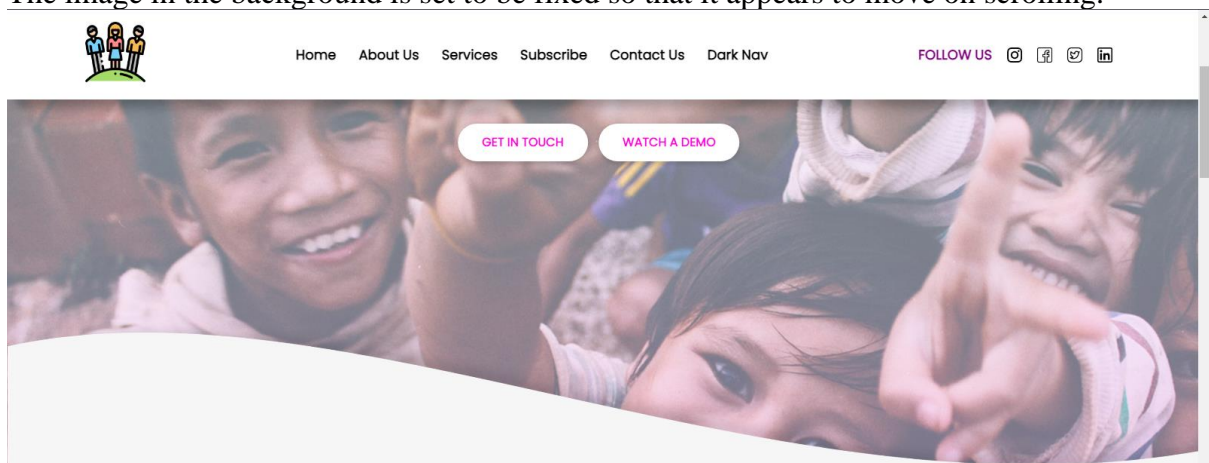 The image in the background is set to be fixed so that it appears to move on scrolling.
Home About Us Services Subscribe Contact Us Dark Nav FOLLOW US
GET IN TOUCH WATCH A DEMO